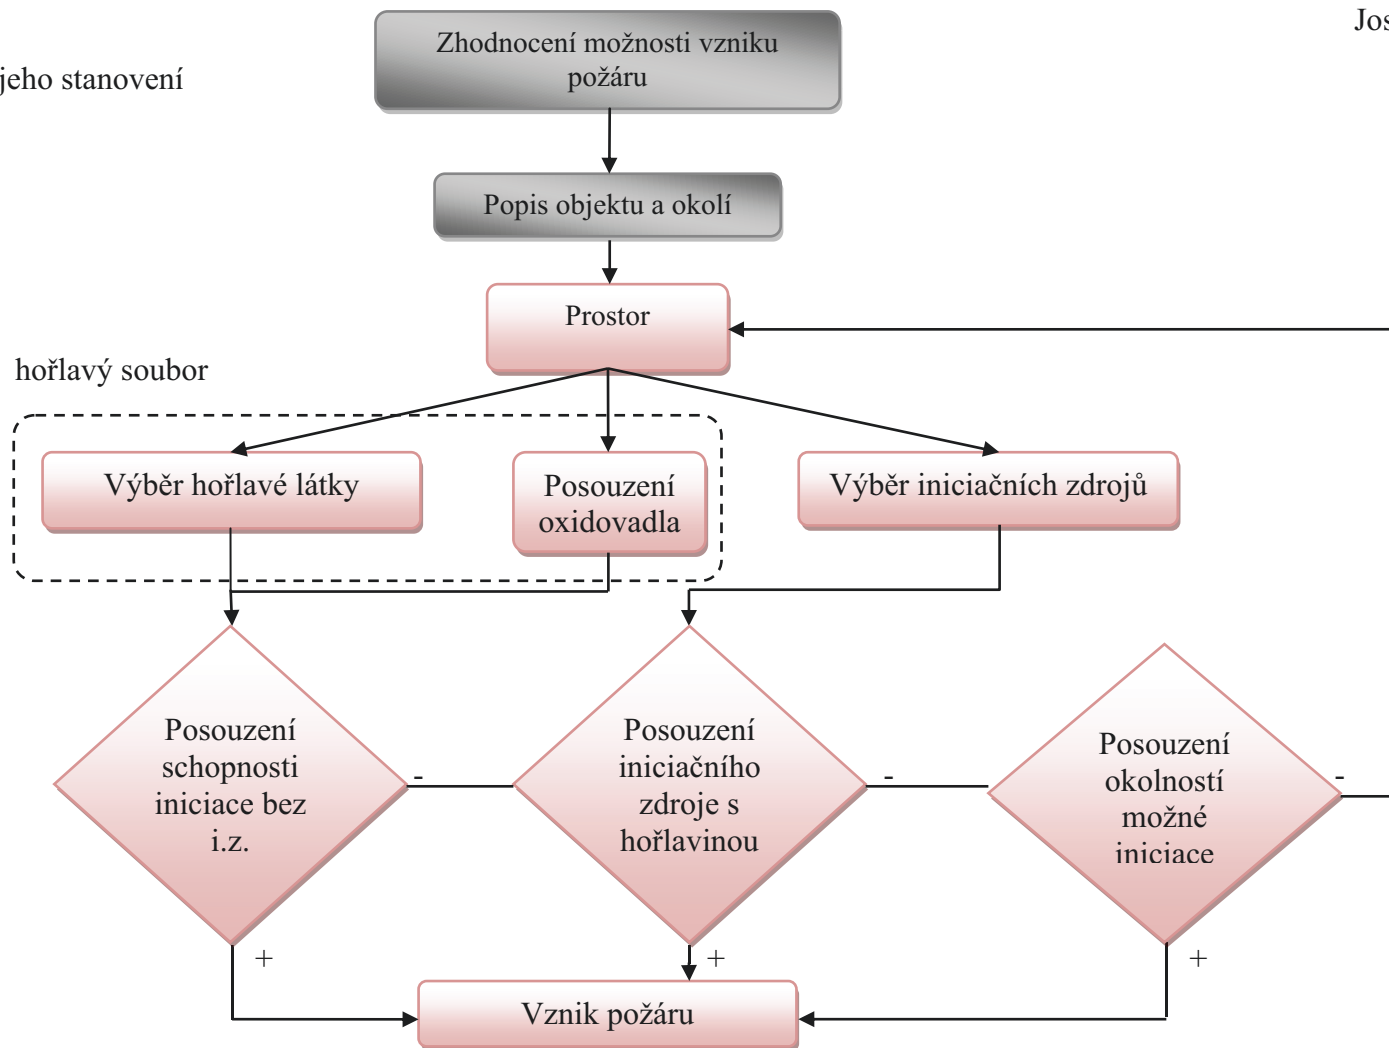 Jos
jeho stanovení
Zhodnocení možnosti vzniku
požáru
Popis objektu a okolí
Prostor
hořlavý soubor
Výběr hořlavé látky
Posouzení
oxidovadla
Výběr iniciačních zdrojů
Posouzení
schopnosti
iniciace bez
i.z.
-
Posouzení
iniciačního
zdroje s
hořlavinou
-
Posouzení
okolností
možné
iniciace
-
+
+
+
Vznik požáru